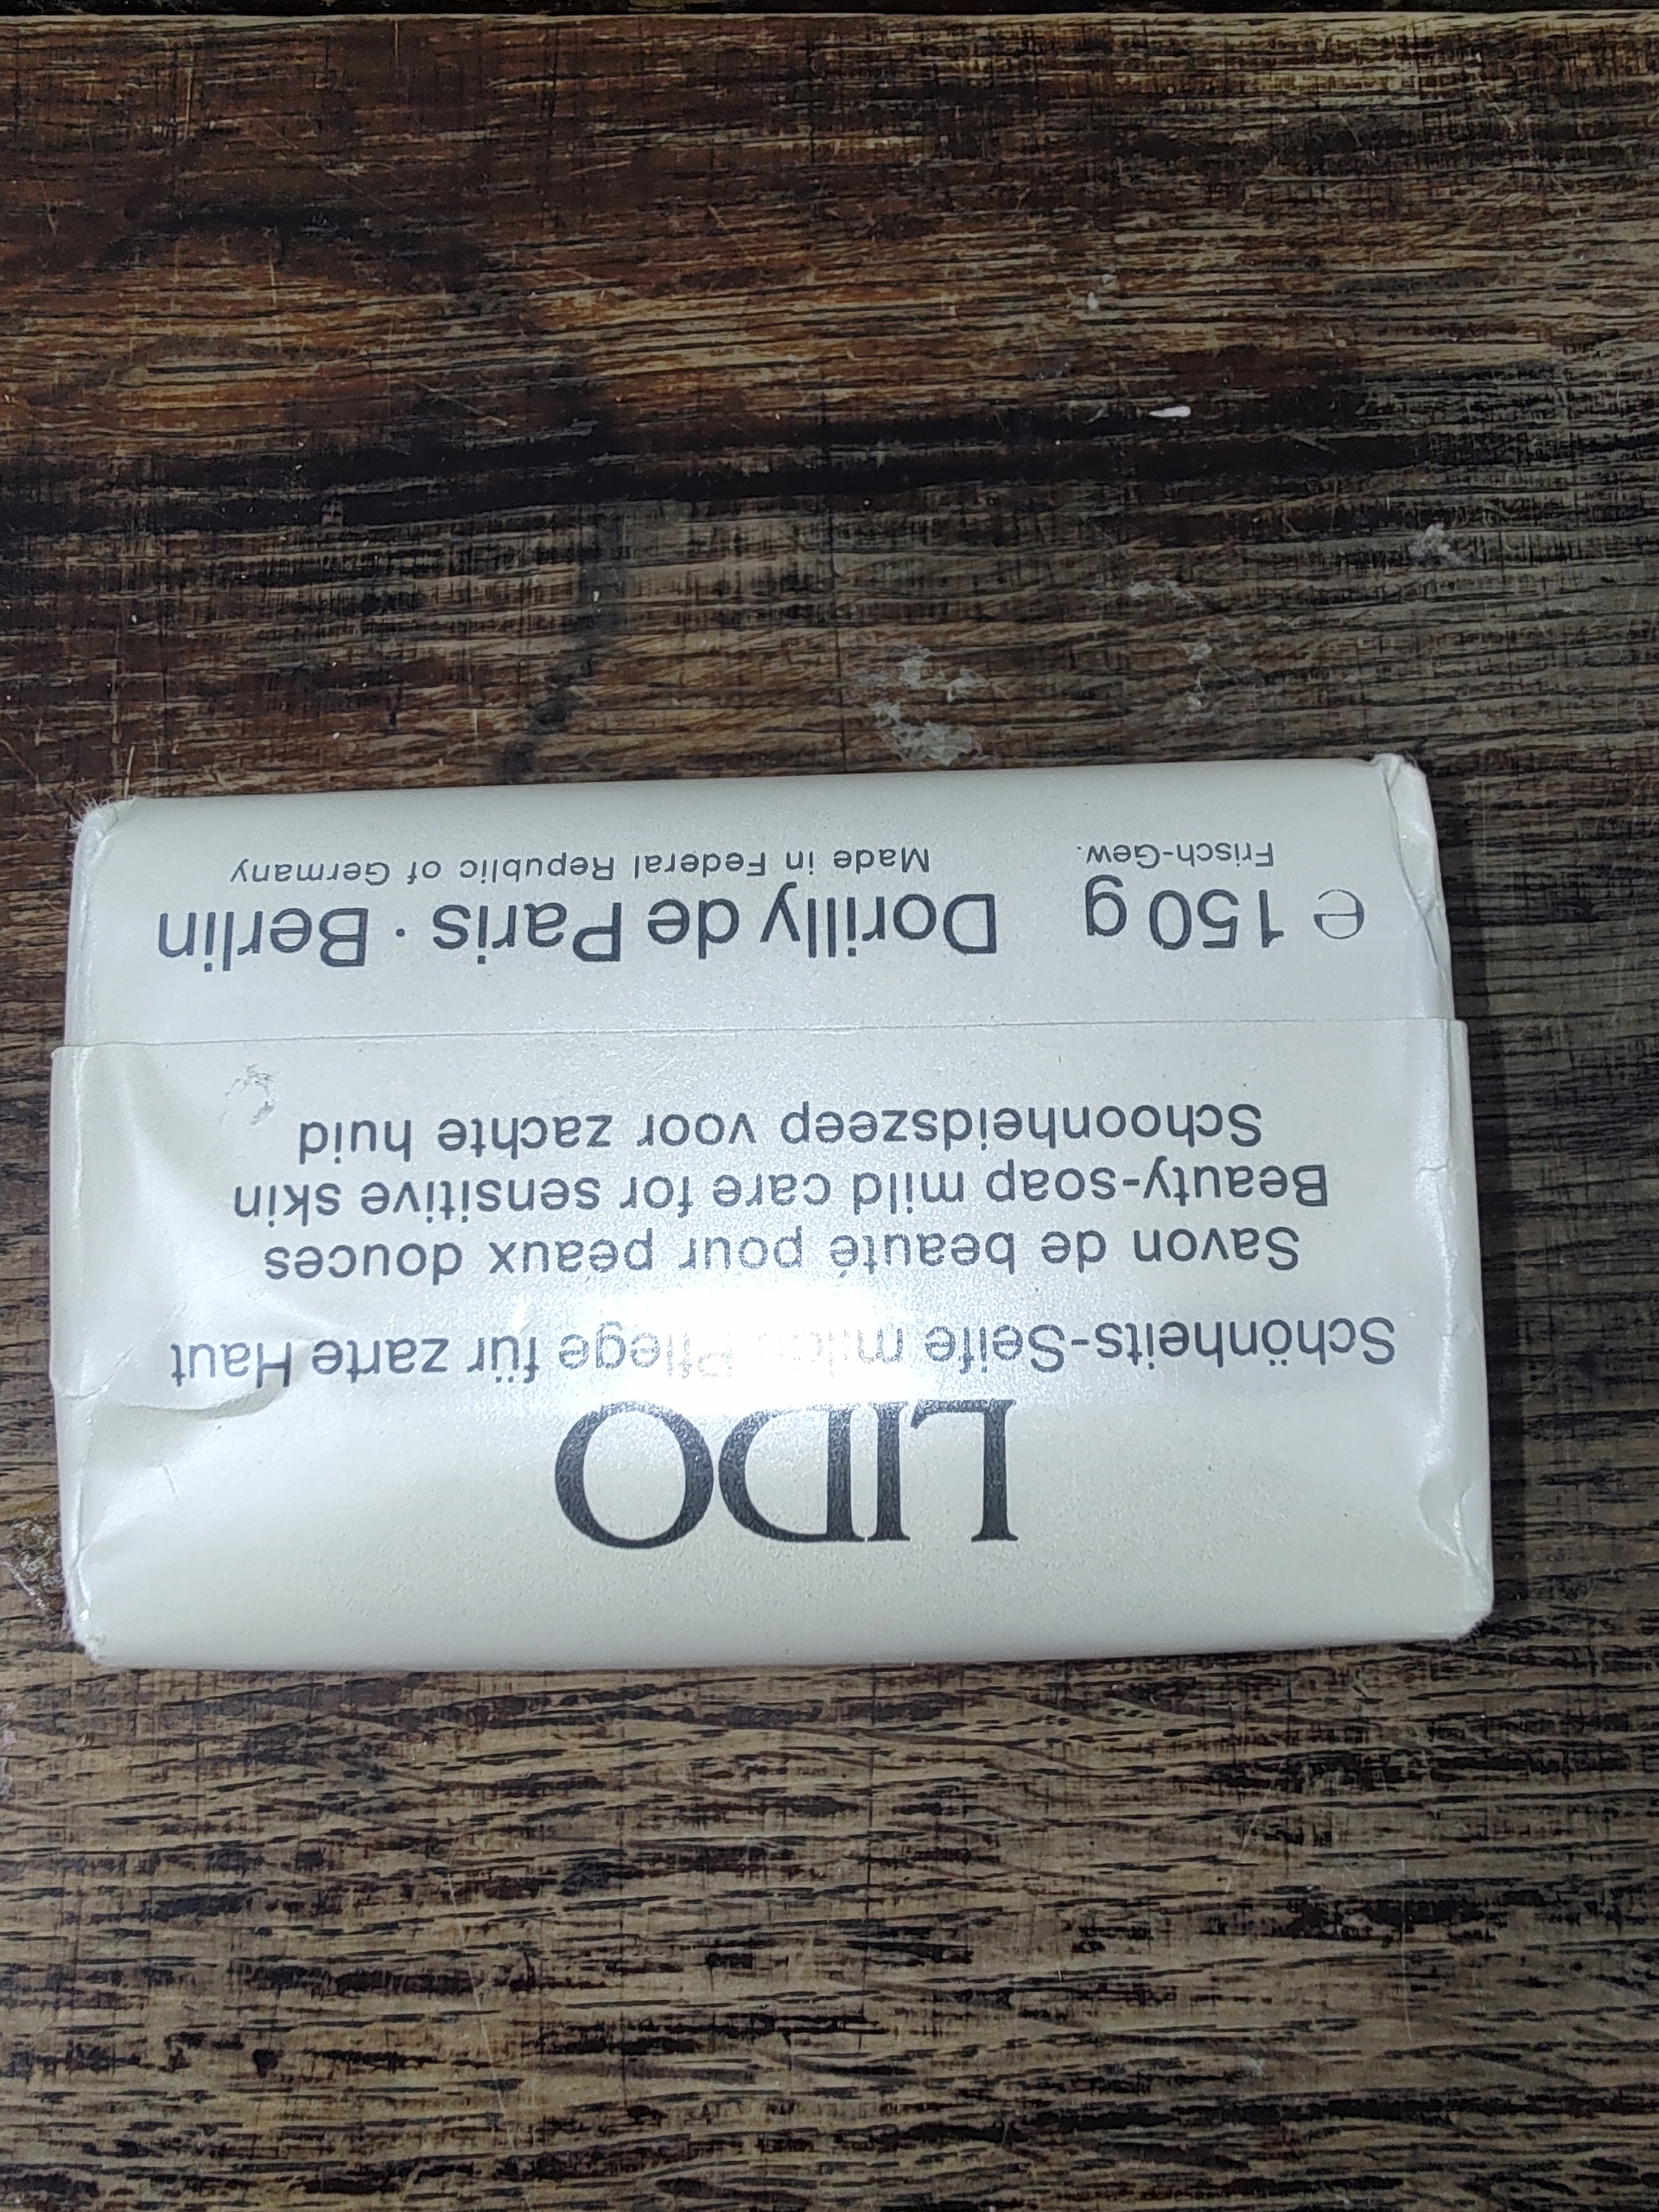 LIDO
Schönheits-Seife milde Pflege für zarte Haut
Savon de beauté pour peaux douces
Beauty-soap mild care for sensitive skin
Schoonheidszeep voor zachte huid
e 150 g Dorilly de Paris · Berlin
Frisch-Gew. Made in Federal Republic of Germany